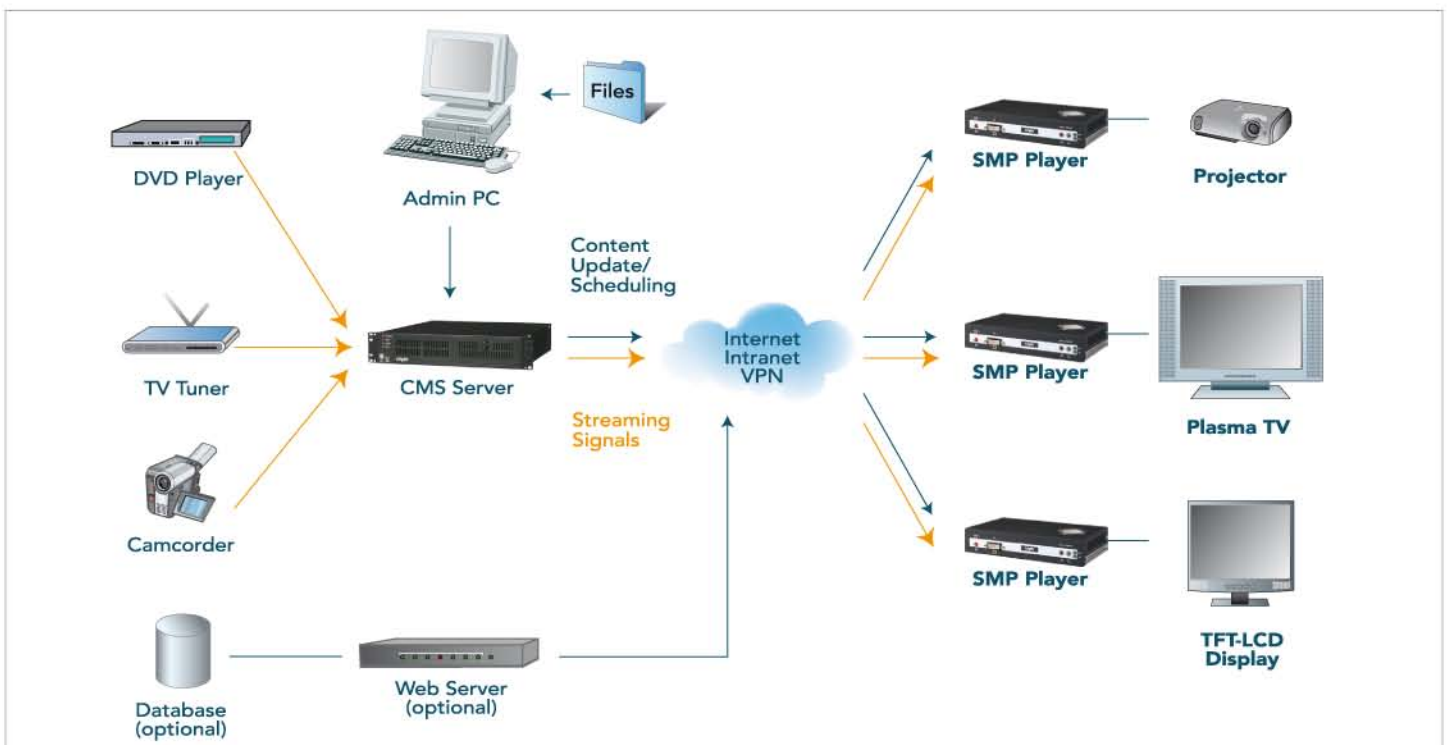 Files
DVD Player
Admin PC
SMP Player
Projector
Content
Update/
Scheduling
TV Tuner
CMS Server
Internet
Intranet
VPN
SMP Player
Plasma TV
Streaming
Signals
Camcorder
SMP Player
TFT-LCD
Display
Database
(optional)
Web Server
(optional)